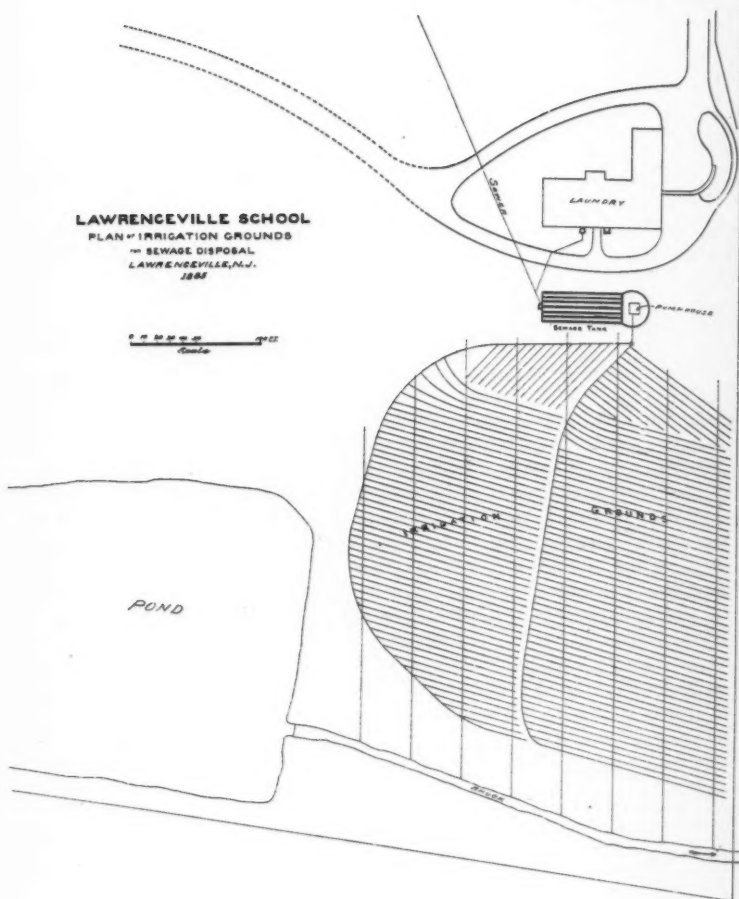 LAWRENCEVILLE SCHOOL
PLAN OF IRRIGATION GROUNDS
FOR SEWAGE DISPOSAL
LAWRENCEVILLE, N.J.
1885
Scale
SEWER
LAUNDRY
PUMP HOUSE
SEWAGE TANK
IRRIGATION GROUNDS
POND
BROOK